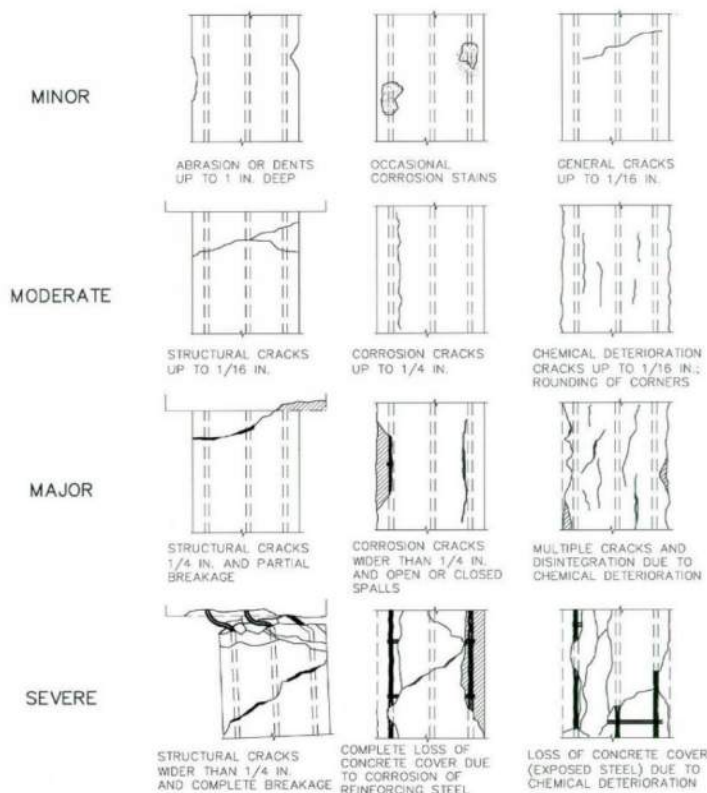 MINOR
ABRASION OR DENTS
UP TO 1 IN. DEEP
OCCASIONAL
CORROSION STAINS
GENERAL CRACKS
UP TO 1/16 IN.
MODERATE
STRUCTURAL CRACKS
UP TO 1/16 IN.
CORROSION CRACKS
UP TO 1/4 IN.
CHEMICAL DETERIORATION
CRACKS UP TO 1/16 IN.;
ROUNDING OF CORNERS
MAJOR
STRUCTURAL CRACKS
1/4 IN. AND PARTIAL
BREAKAGE
CORROSION CRACKS
WIDER THAN 1/4 IN.
AND OPEN OR CLOSED
SPALLS
MULTIPLE CRACKS AND
DISINTEGRATION DUE TO
CHEMICAL DETERIORATION
SEVERE
STRUCTURAL CRACKS
WIDER THAN 1/4 IN.
AND COMPLETE BREAKAGE
COMPLETE LOSS OF
CONCRETE COVER DUE
TO CORROSION OF
REINFORCING STEEL
LOSS OF CONCRETE COVER
(EXPOSED STEEL) DUE TO
CHEMICAL DETERIORATION